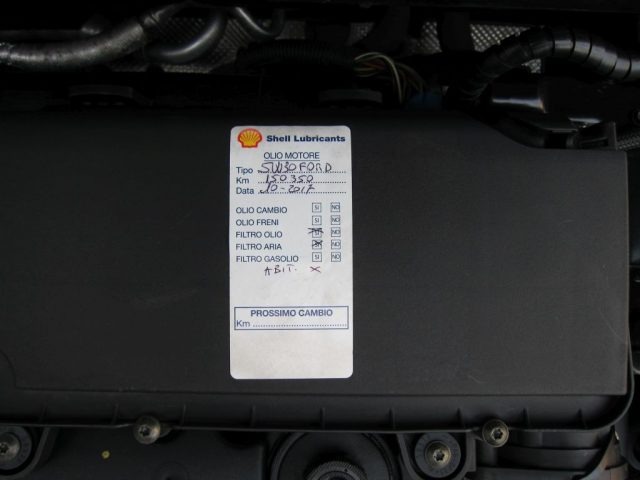 Shell Lubricants
OLIO MOTORE
Tipo 5W30 FORD
Km 150350
Data 10-2017
OLIO CAMBIO SI NO
OLIO FRENI SI NO
FILTRO OLIO SI NO
FILTRO ARIA SI NO
FILTRO GASOLIO SI NO
ABIT. X
PROSSIMO CAMBIO
Km